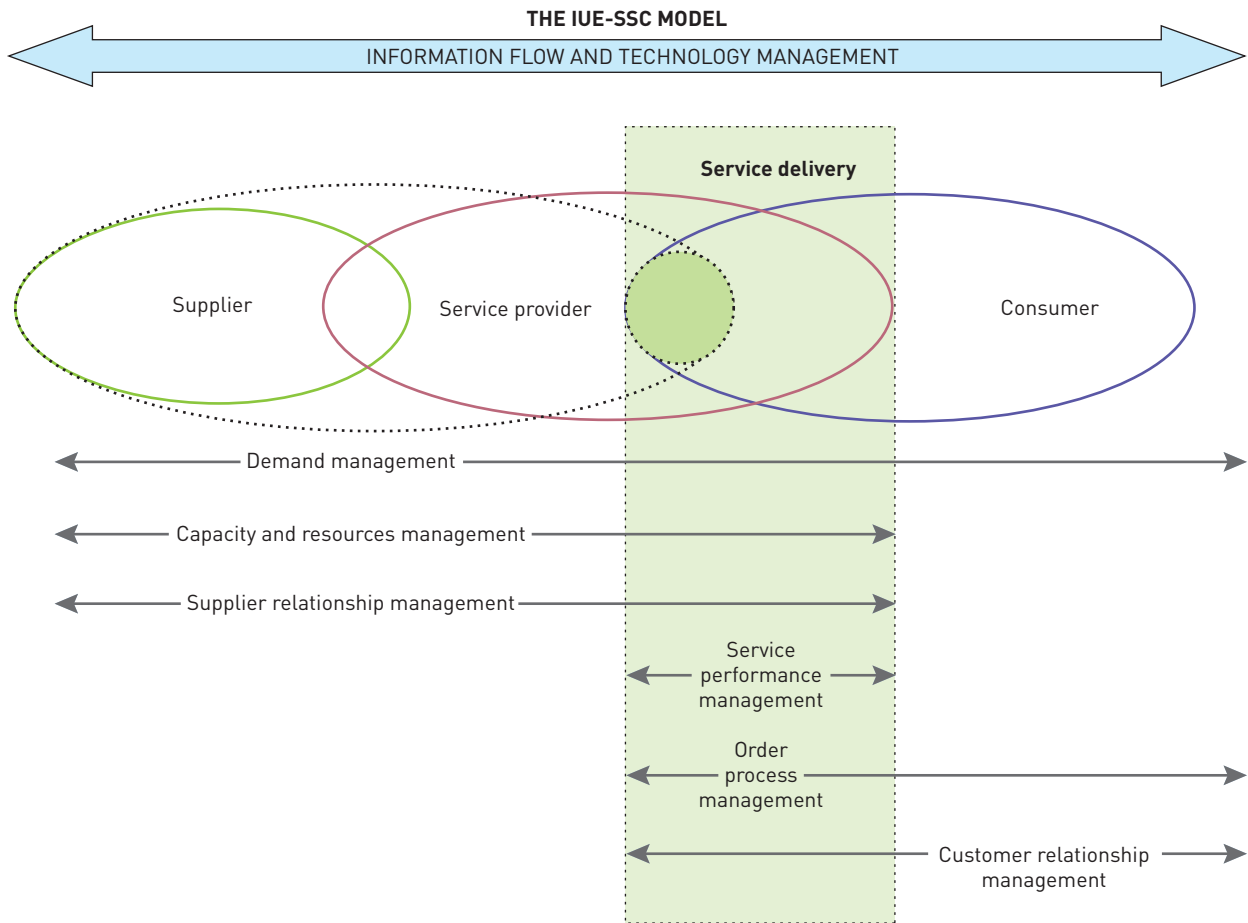 THE IUE-SSC MODEL
INFORMATION FLOW AND TECHNOLOGY MANAGEMENT
Service delivery
Supplier
Service provider
Consumer
Demand management
Capacity and resources management
Supplier relationship management
Service
performance
management
Order
process
management
Customer relationship
management